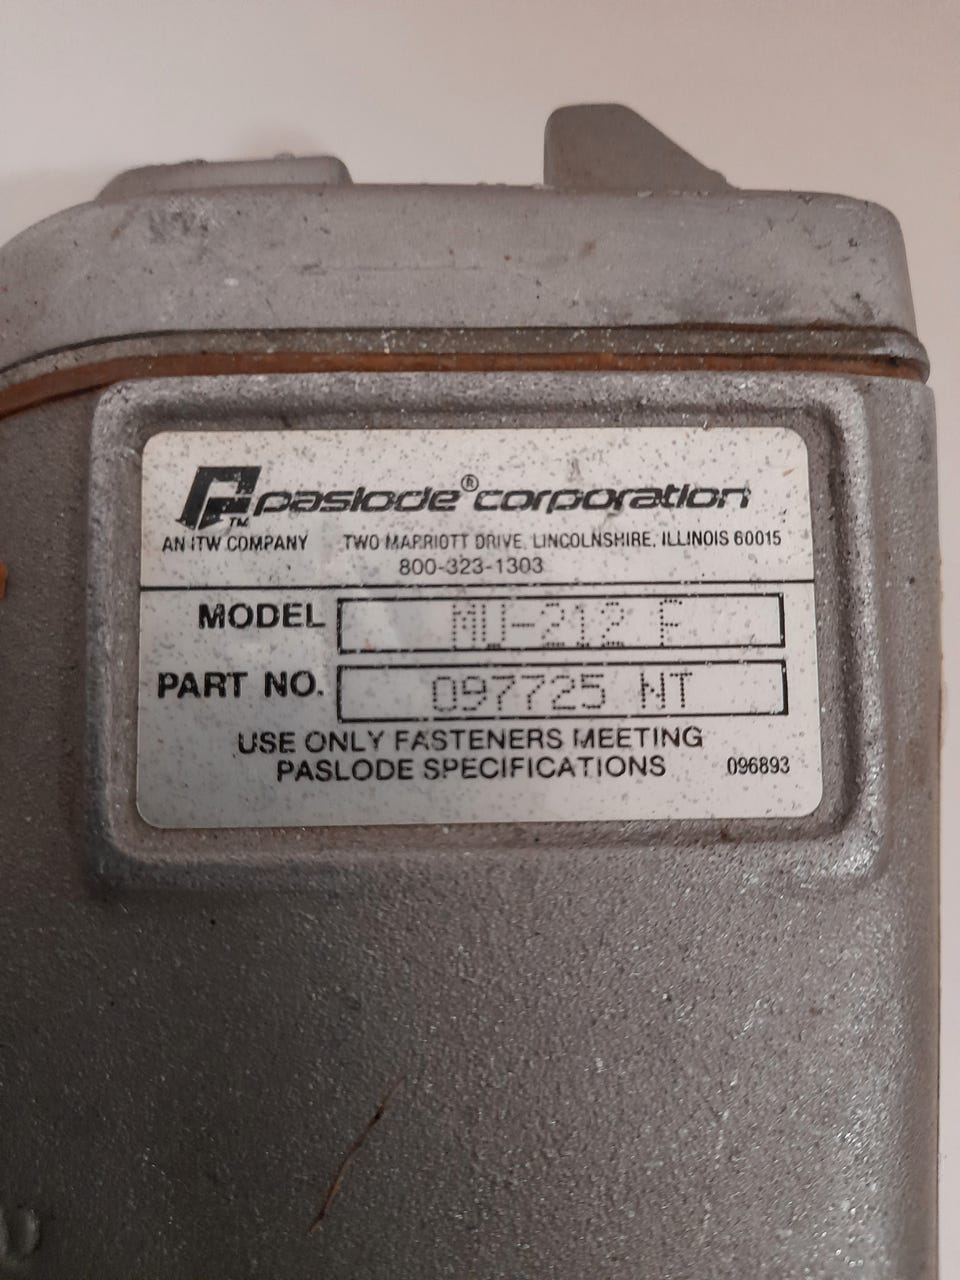 paslode® corporation
TM
AN ITW COMPANY TWO MARRIOTT DRIVE, LINCOLNSHIRE, ILLINOIS 60015
800-323-1303
MODEL MU-212 F
PART NO. 097725 NT
USE ONLY FASTENERS MEETING
PASLODE SPECIFICATIONS 096893